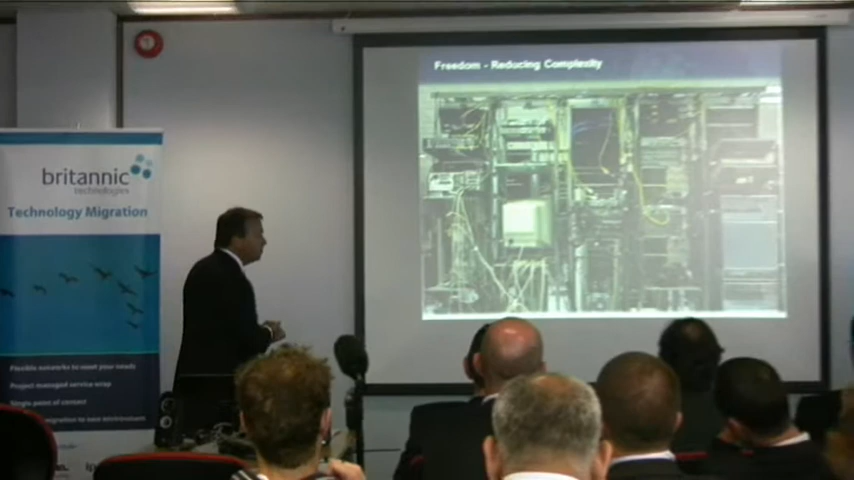 Freedom - Reducing Complexity
britannic
technologies
Technology Migration
Flexible networks to meet your needs
Project managed service wrap
Single point of contact